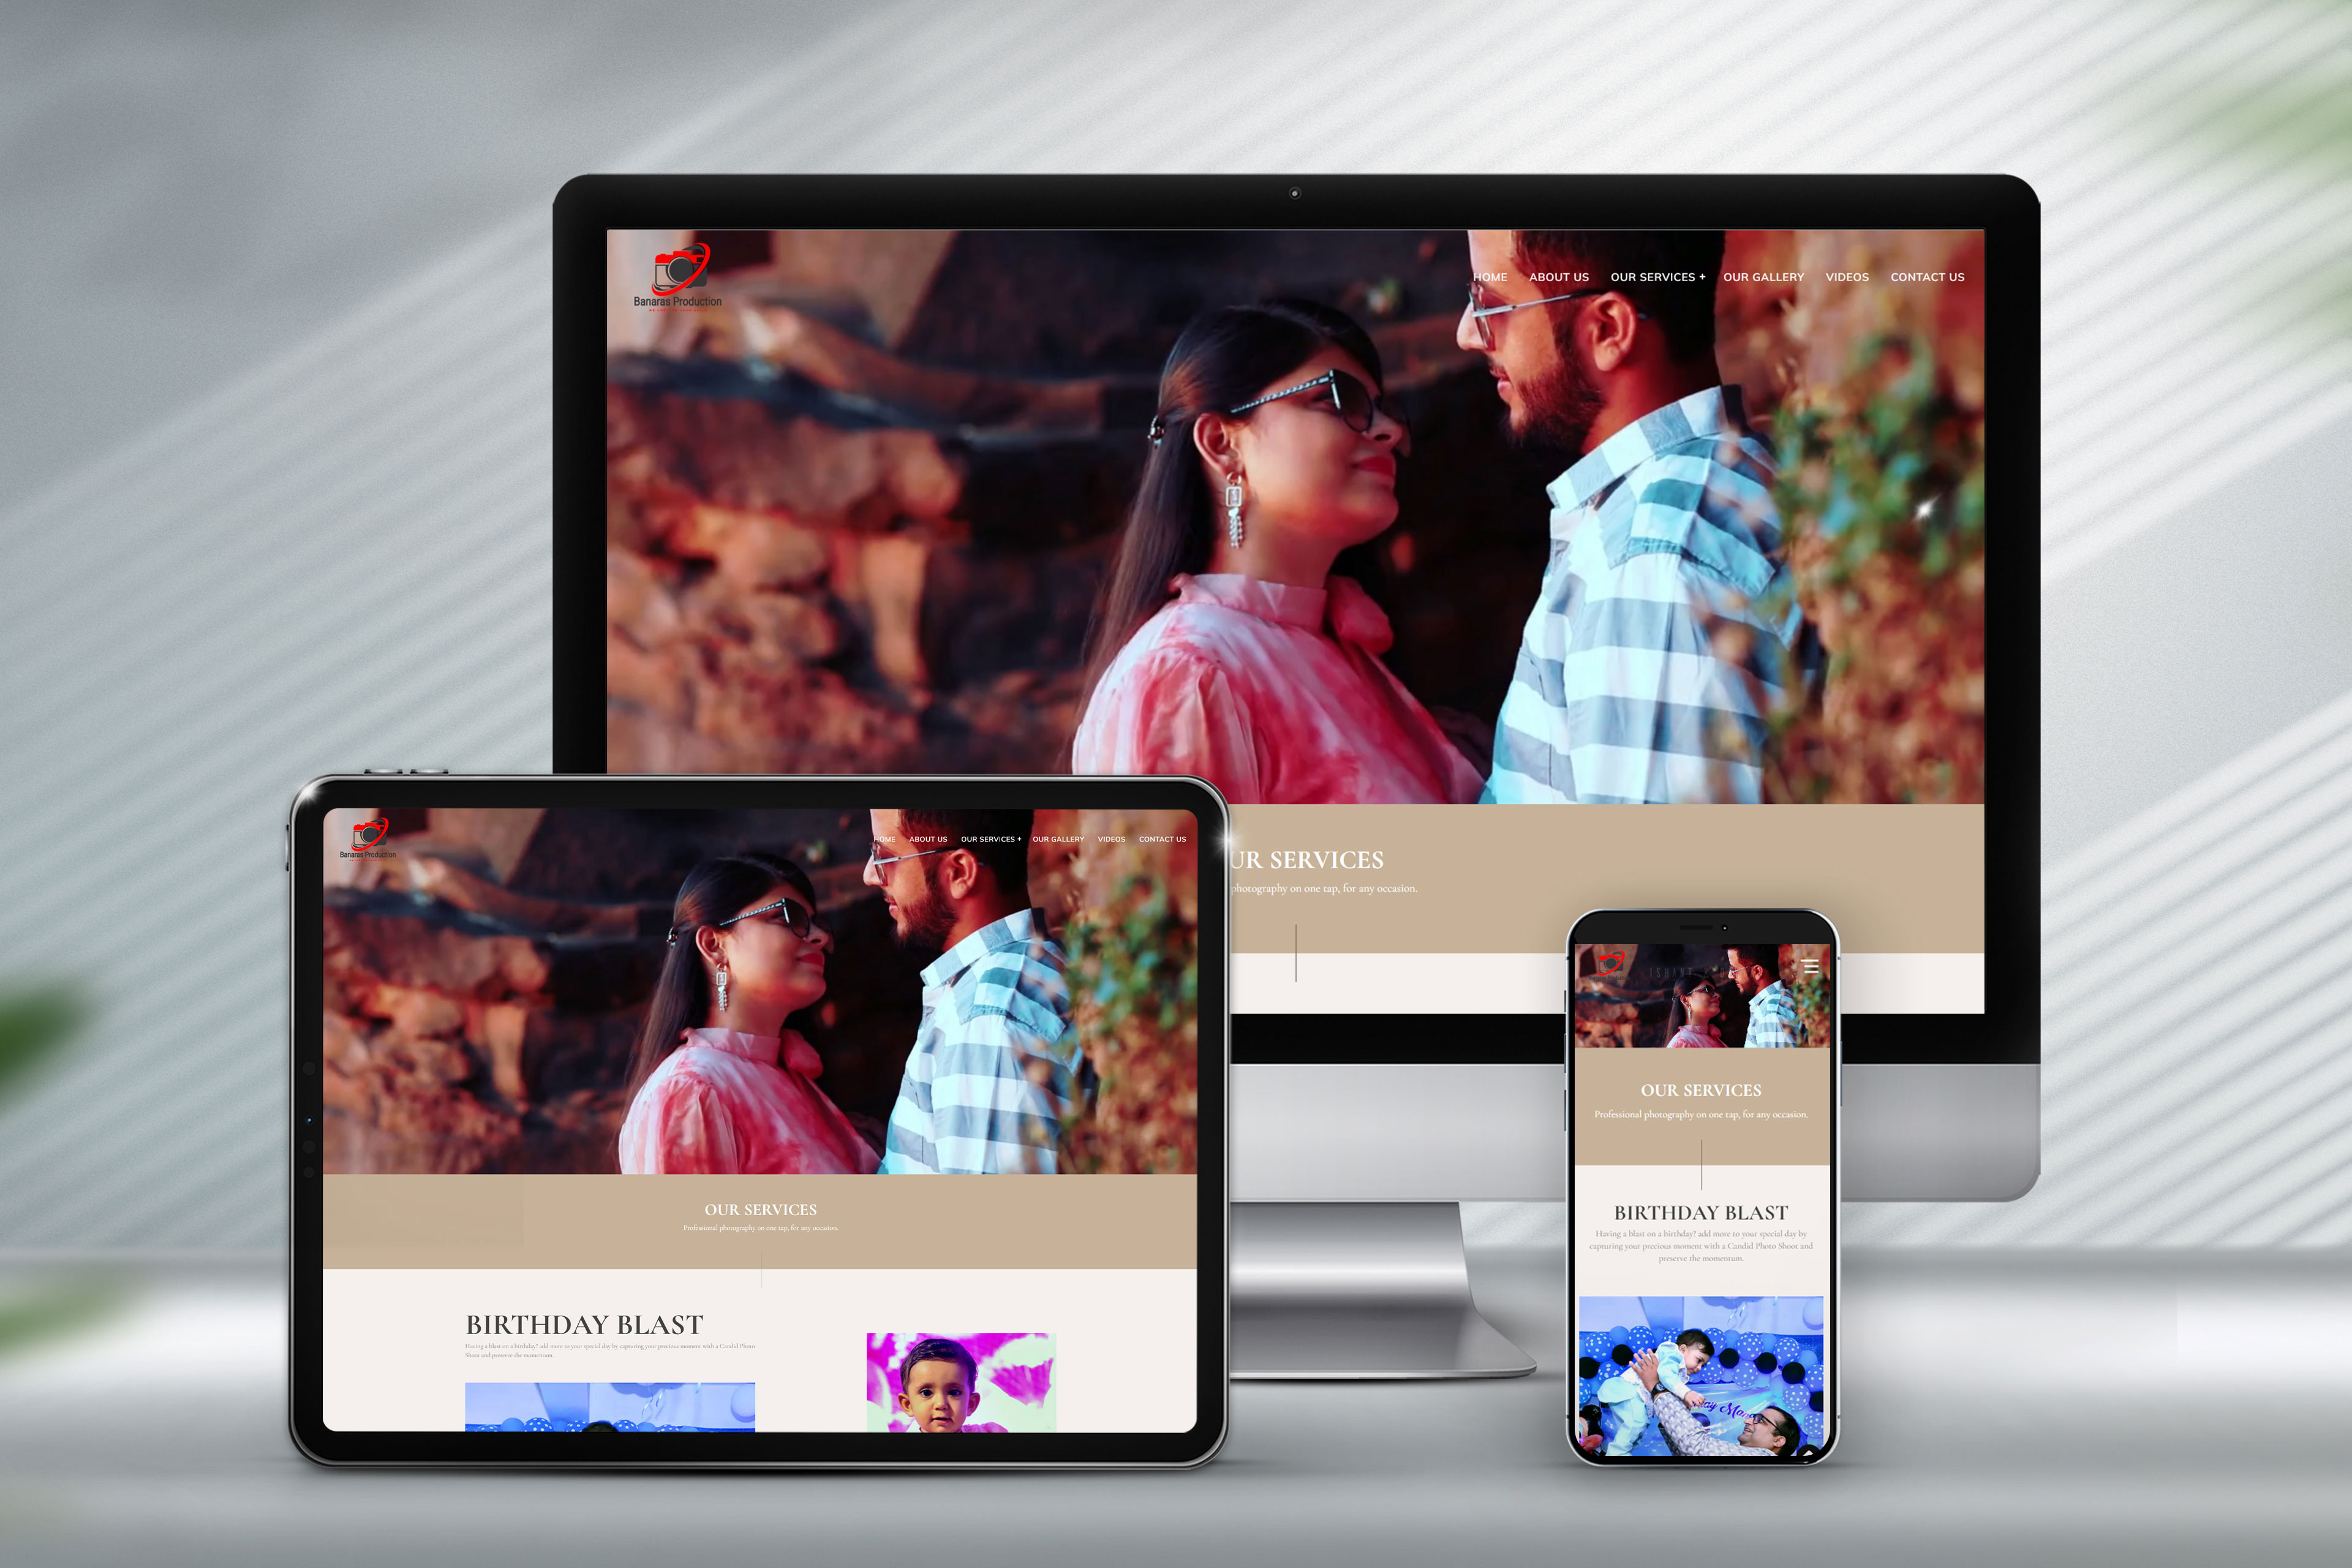 Banaras Production
HOME ABOUT US OUR SERVICES + OUR GALLERY VIDEOS CONTACT US
UR SERVICES
photography on one tap, for any occasion.
Banaras Production
HOME ABOUT US OUR SERVICES + OUR GALLERY VIDEOS CONTACT US
OUR SERVICES
Professional photography on one tap, for any occasion.
BIRTHDAY BLAST
Having a blast on a birthday? add more to your special day by capturing your precious moment with a Candid Photo
Shoot and preserve the momentum.
OUR SERVICES
Professional photography on one tap, for any occasion.
BIRTHDAY BLAST
Having a blast on a birthday? add more to your special day by
capturing your precious moment with a Candid Photo Shoot and
preserve the momentum.